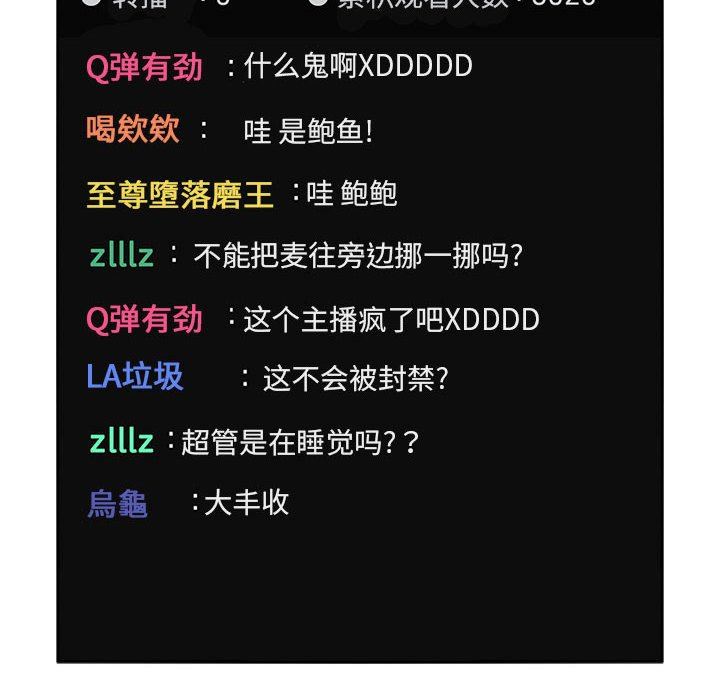 Q弹有劲 :什么鬼啊XDDDDD
喝欸欸 : 哇 是鲍鱼!
至尊墮落磨王 :哇 鲍鲍
zlllz : 不能把麦往旁边挪一挪吗?
Q弹有劲 :这个主播疯了吧XDDDD
LA垃圾 : 这不会被封禁?
zlllz :超管是在睡觉吗?？
烏龜 :大丰收